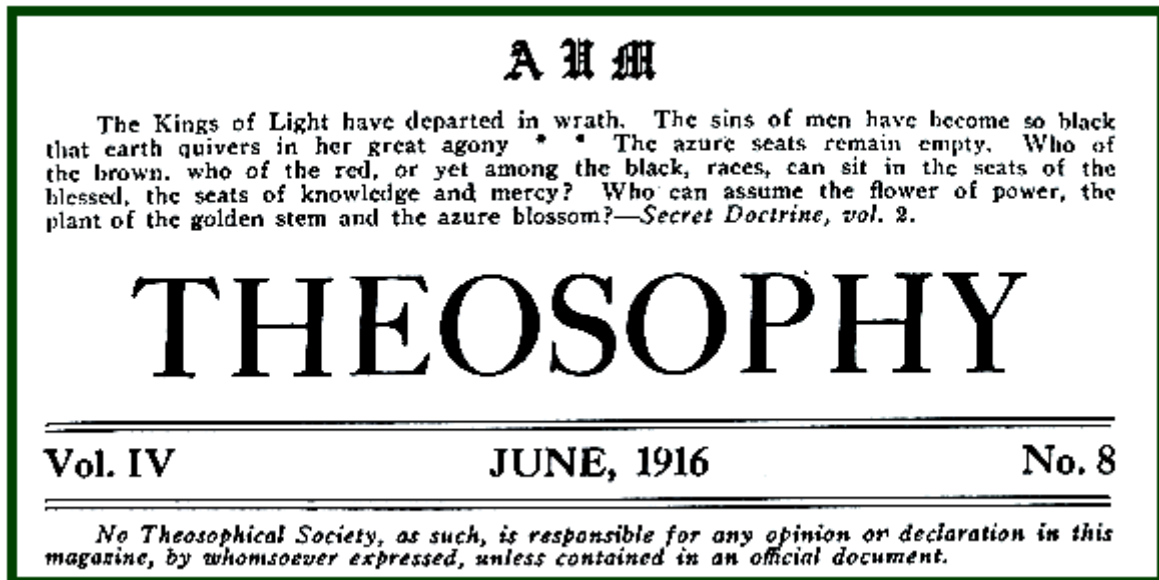 A U M
The Kings of Light have departed in wrath. The sins of men have become so black
that earth quivers in her great agony * * The azure seats remain empty. Who of
the brown. who of the red, or yet among the black, races, can sit in the seats of the
blessed, the seats of knowledge and mercy? Who can assume the flower of power, the
plant of the golden stem and the azure blossom?—Secret Doctrine, vol. 2.
THEOSOPHY
Vol. IV JUNE, 1916 No. 8
No Theosophical Society, as such, is responsible for any opinion or declaration in this
magazine, by whomsoever expressed, unless contained in an official document.